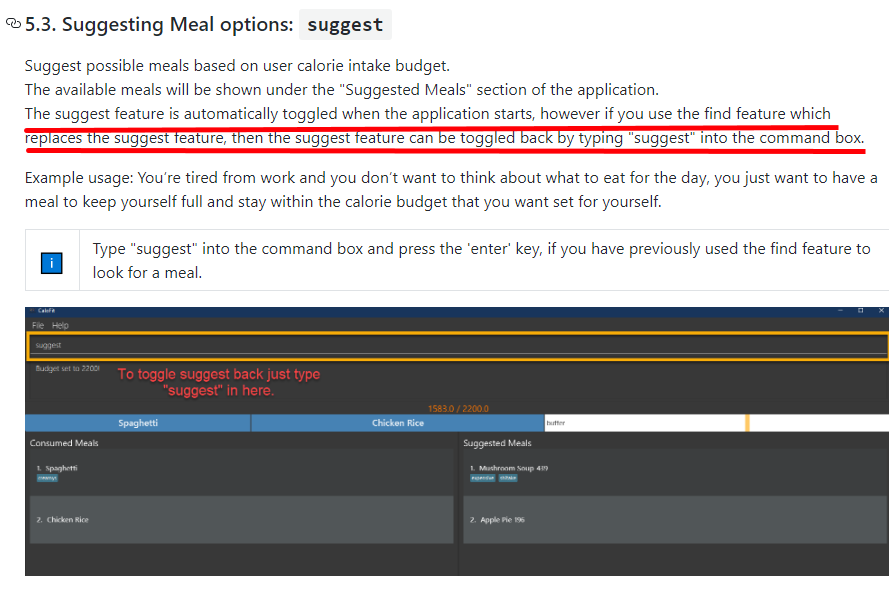 5.3. Suggesting Meal options: suggest
Suggest possible meals based on user calorie intake budget.
The available meals will be shown under the "Suggested Meals" section of the application.
The suggest feature is automatically toggled when the application starts, however if you use the find feature which
replaces the suggest feature, then the suggest feature can be toggled back by typing "suggest" into the command box.
Example usage: You’re tired from work and you don’t want to think about what to eat for the day, you just want to have a
meal to keep yourself full and stay within the calorie budget that you want set for yourself.
i
Type "suggest" into the command box and press the 'enter' key, if you have previously used the find feature to
look for a meal.
CaloFit
File Help
suggest
Budget set to 2200!
To toggle suggest back just type
"suggest" in here.
1583.0 / 2200.0
Spaghetti Chicken Rice buffer
Consumed Meals Suggested Meals
1. Spaghetti 1. Mushroom Soup 419
expensive
2. Chicken Rice 2. Apple Pie 196